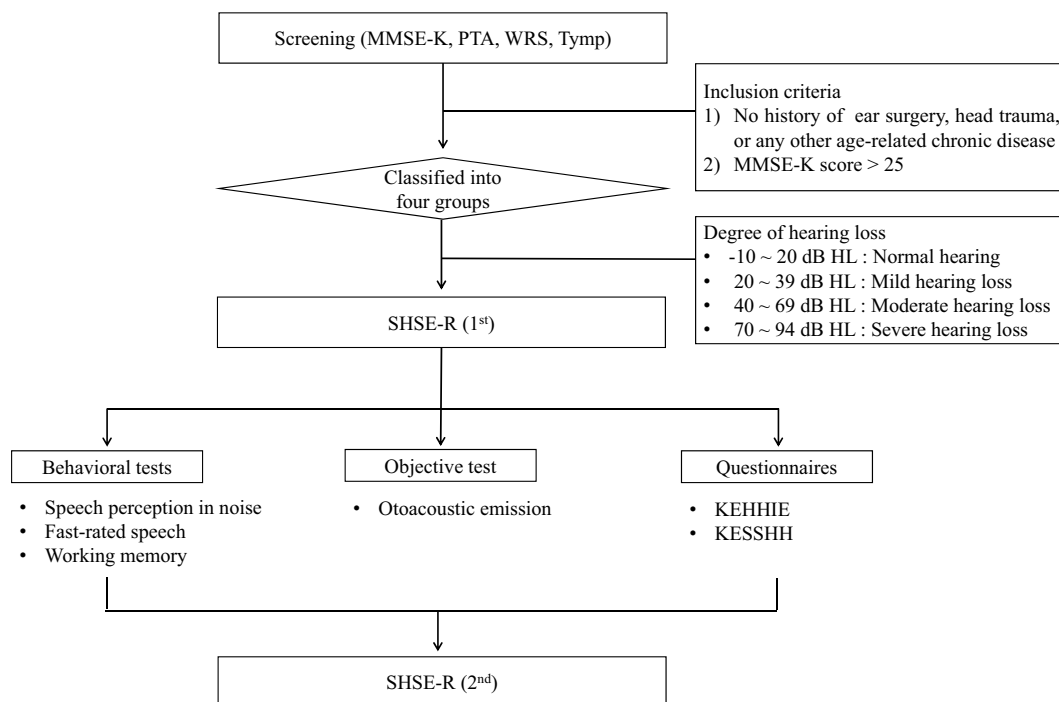 Screening (MMSE-K, PTA, WRS, Tymp)
Inclusion criteria
1) No history of ear surgery, head trauma,
or any other age-related chronic disease
2) MMSE-K score > 25
Classified into
four groups
Degree of hearing loss
• -10 ~ 20 dB HL : Normal hearing
• 20 ~ 39 dB HL : Mild hearing loss
• 40 ~ 69 dB HL : Moderate hearing loss
• 70 ~ 94 dB HL : Severe hearing loss
SHSE-R (1st)
Behavioral tests
• Speech perception in noise
• Fast-rated speech
• Working memory
Objective test
• Otoacoustic emission
Questionnaires
• KEHHIE
• KESSHH
SHSE-R (2nd)